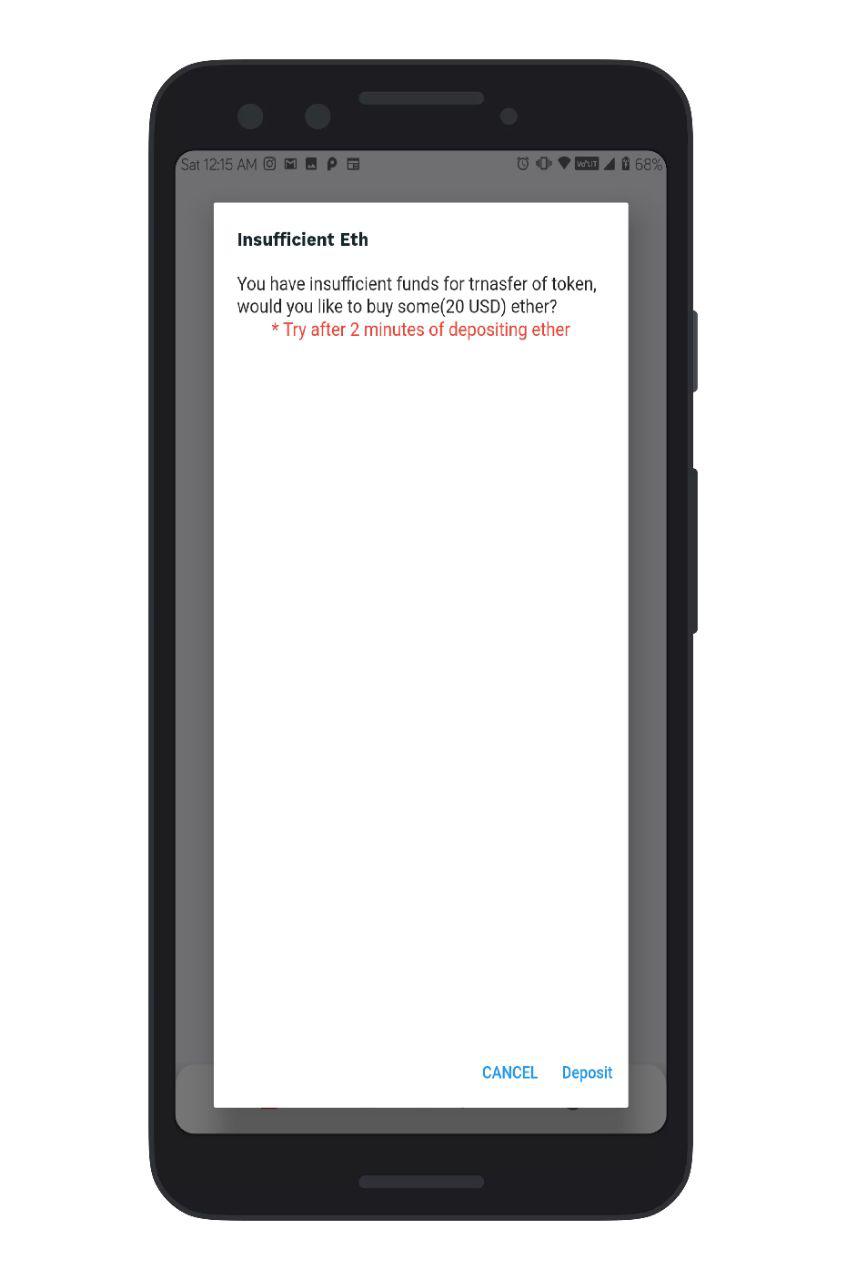 Sat 12:15 AM 68%
Insufficient Eth
You have insufficient funds for trnasfer of token,
would you like to buy some(20 USD) ether?
* Try after 2 minutes of depositing ether
CANCEL Deposit